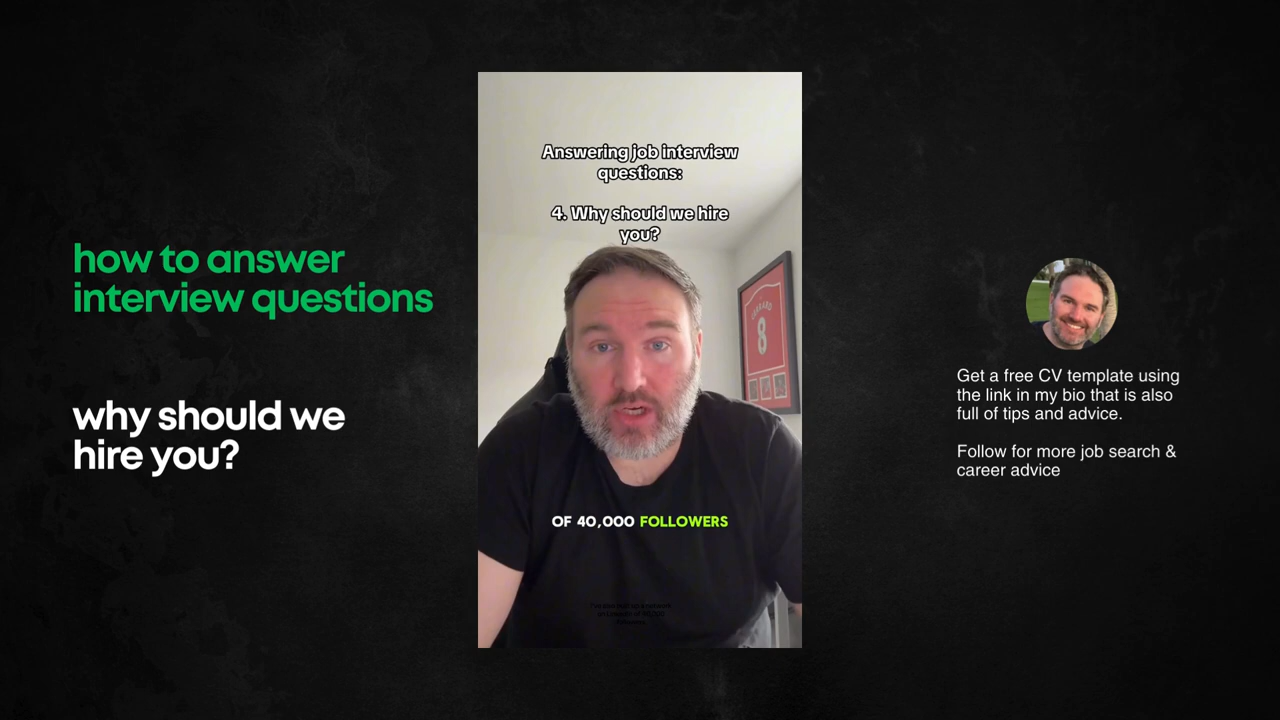 how to answer
interview questions
why should we
hire you?
Answering job interview
questions:
4. Why should we hire
you?
GERRARD
8
OF 40,000 FOLLOWERS
Get a free CV template using
the link in my bio that is also
full of tips and advice.
Follow for more job search &
career advice